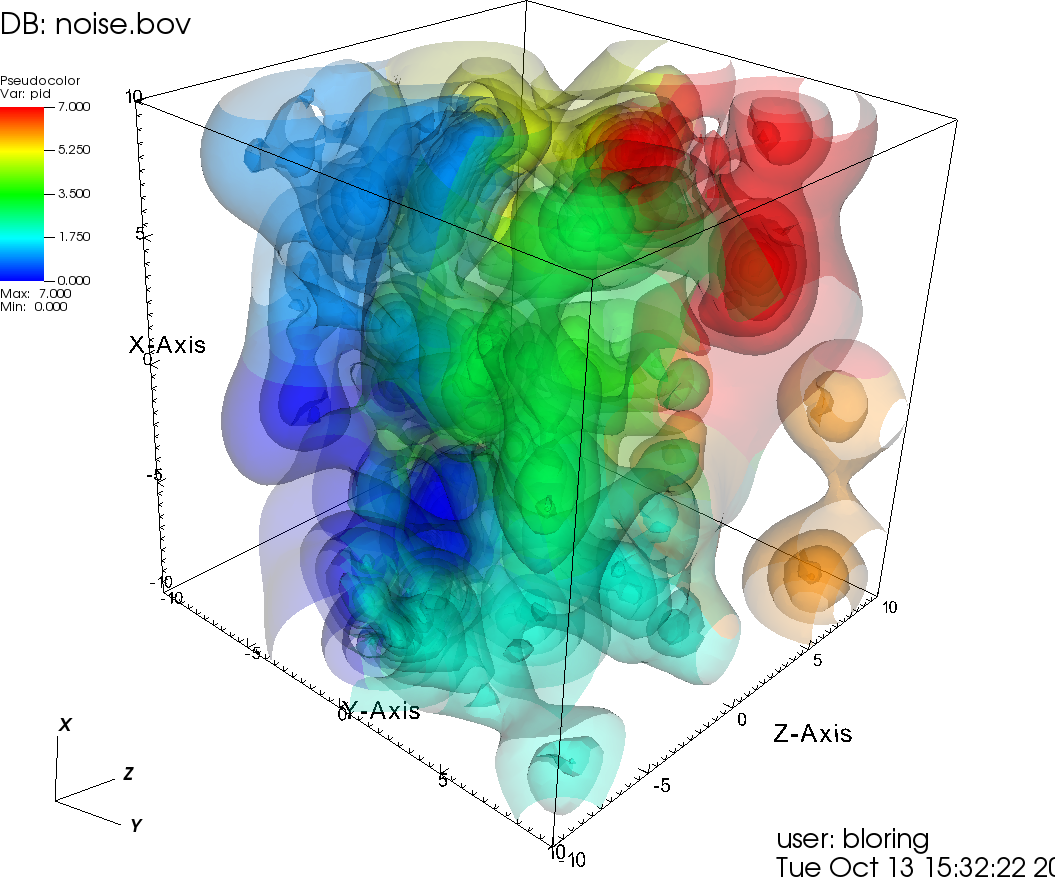 DB: noise.bov
Pseudocolor
Var: pid
7.000
5.250
3.500
1.750
0.000
Max: 7.000
Min: 0.000
10
5
X-Axis
0
-5
-10
-10
-5
0
Y-Axis
5
10
-10
-5
0
Z-Axis
5
10
X
Z
Y
user: bloring
Tue Oct 13 15:32:22 20